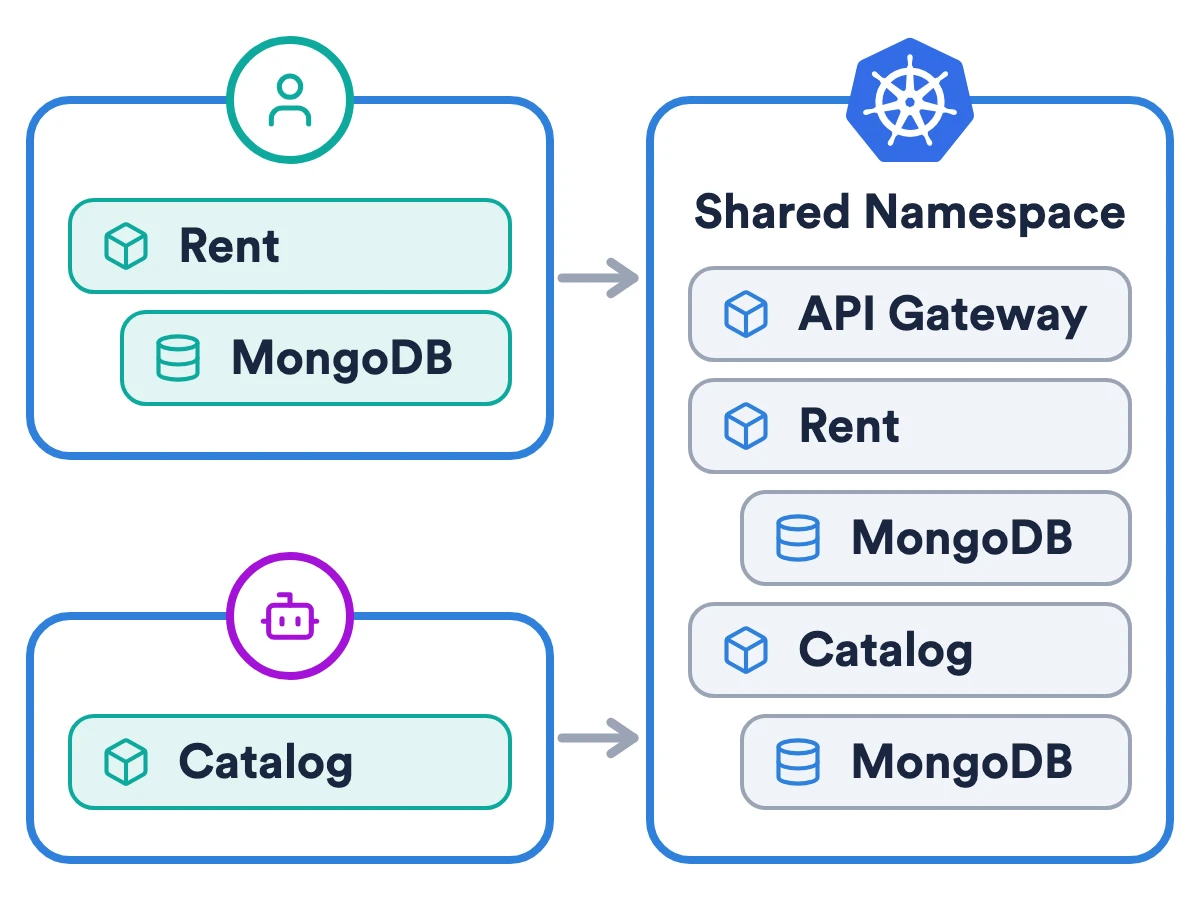 Rent
MongoDB
Catalog
Shared Namespace
API Gateway
Rent
MongoDB
Catalog
MongoDB